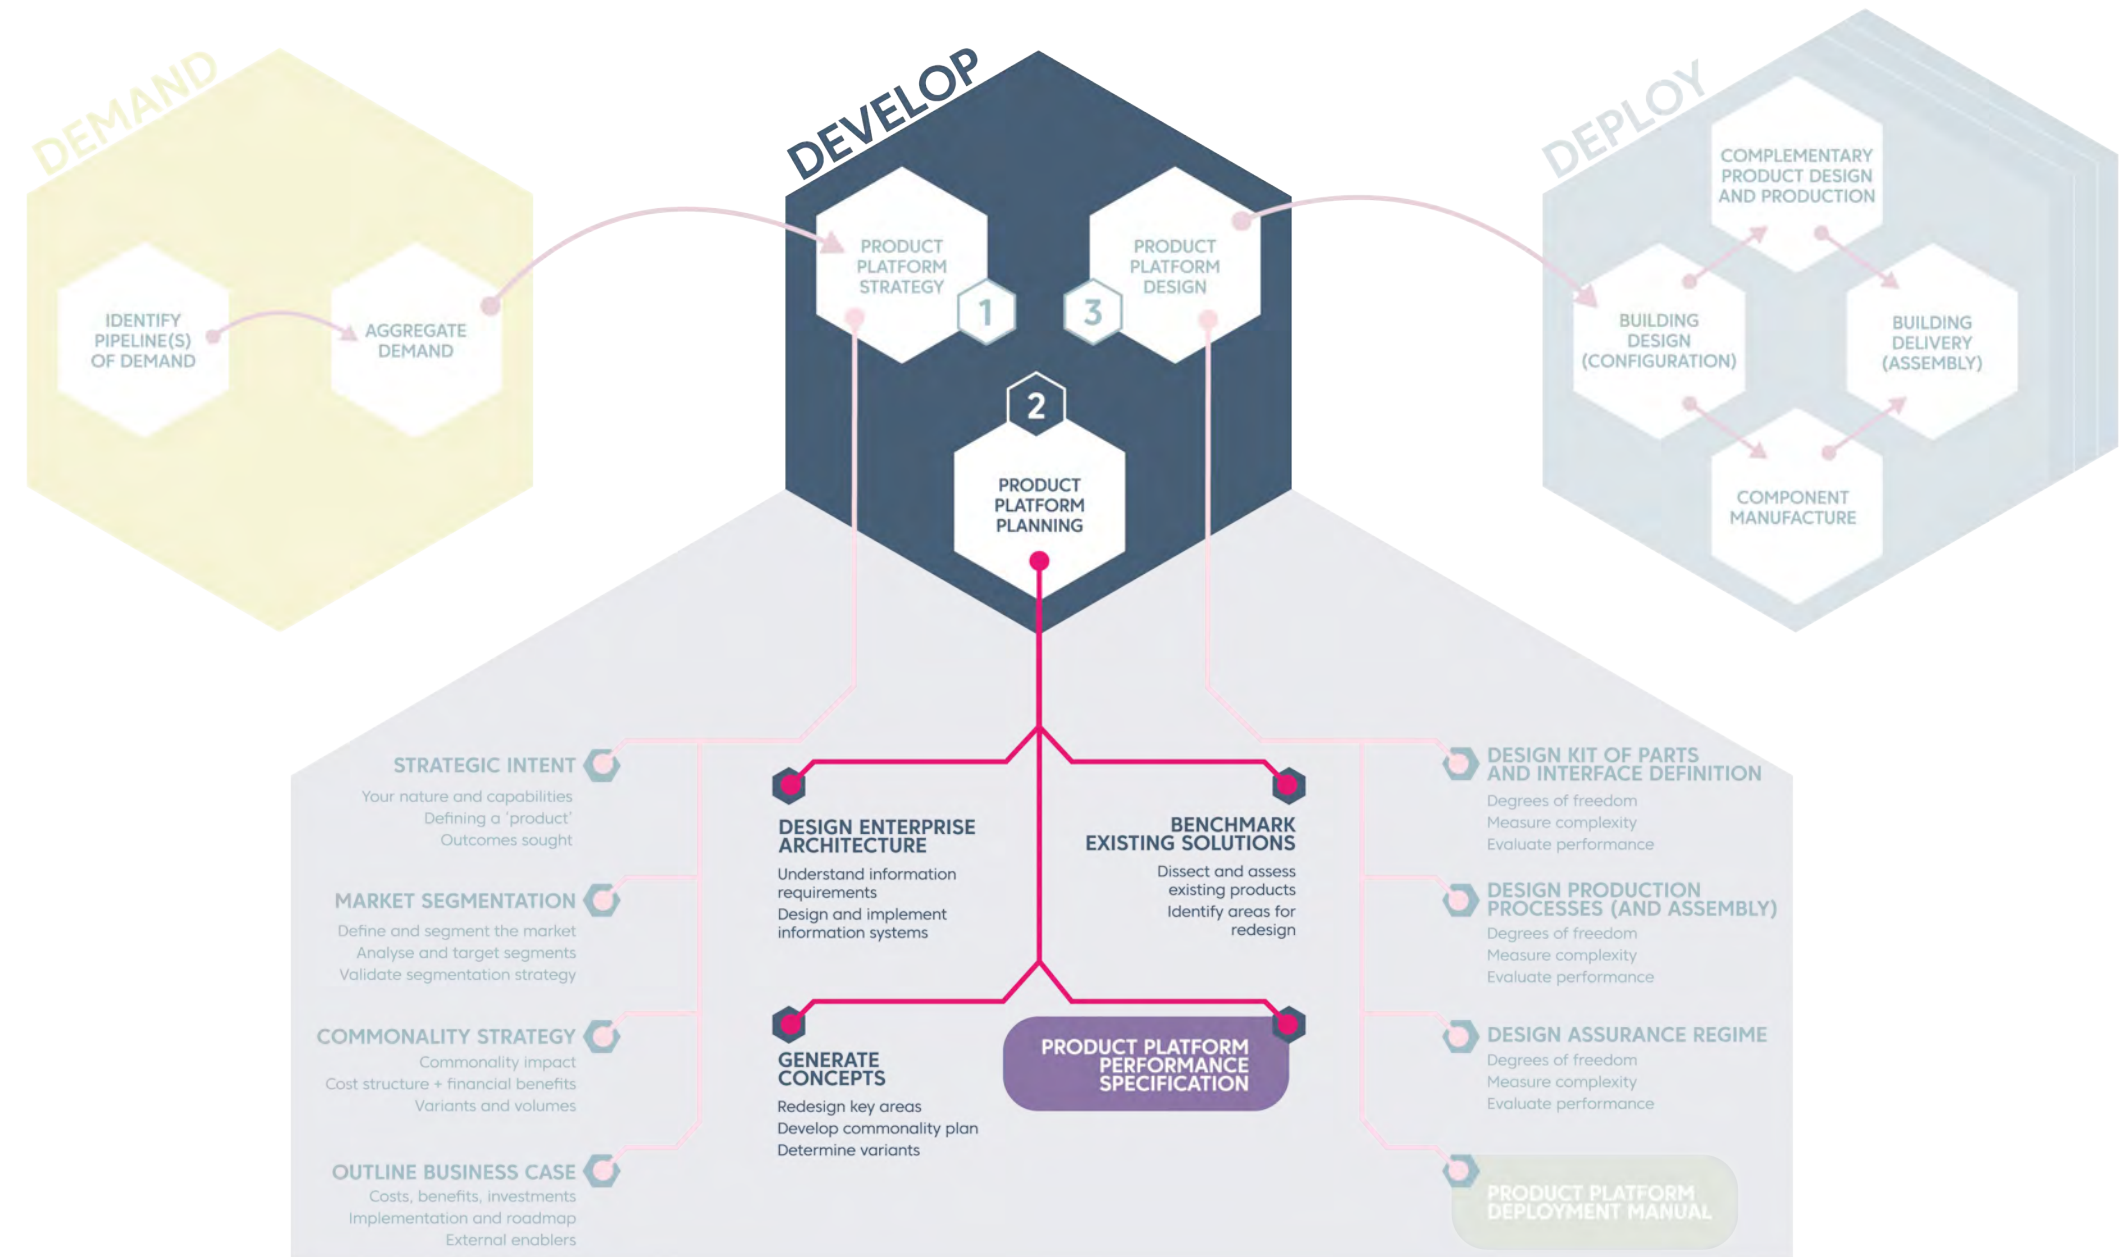 DEMAND
IDENTIFY
PIPELINE(S)
OF DEMAND
AGGREGATE
DEMAND
DEVELOP
PRODUCT
PLATFORM
STRATEGY
1
PRODUCT
PLATFORM
DESIGN
3
2
PRODUCT
PLATFORM
PLANNING
DEPLOY
COMPLEMENTARY
PRODUCT DESIGN
AND PRODUCTION
BUILDING
DESIGN
(CONFIGURATION)
BUILDING
DELIVERY
(ASSEMBLY)
COMPONENT
MANUFACTURE
STRATEGIC INTENT
Your nature and capabilities
Defining a 'product'
Outcomes sought
MARKET SEGMENTATION
Define and segment the market
Analyse and target segments
Validate segmentation strategy
COMMONALITY STRATEGY
Commonality impact
Cost structure + financial benefits
Variants and volumes
OUTLINE BUSINESS CASE
Costs, benefits, investments
Implementation and roadmap
External enablers
DESIGN ENTERPRISE
ARCHITECTURE
Understand information
requirements
Design and implement
information systems
BENCHMARK
EXISTING SOLUTIONS
Dissect and assess
existing products
Identify areas for
redesign
GENERATE
CONCEPTS
Redesign key areas
Develop commonality plan
Determine variants
PRODUCT PLATFORM
PERFORMANCE
SPECIFICATION
DESIGN KIT OF PARTS
AND INTERFACE DEFINITION
Degrees of freedom
Measure complexity
Evaluate performance
DESIGN PRODUCTION
PROCESSES (AND ASSEMBLY)
Degrees of freedom
Measure complexity
Evaluate performance
DESIGN ASSURANCE REGIME
Degrees of freedom
Measure complexity
Evaluate performance
PRODUCT PLATFORM
DEPLOYMENT MANUAL